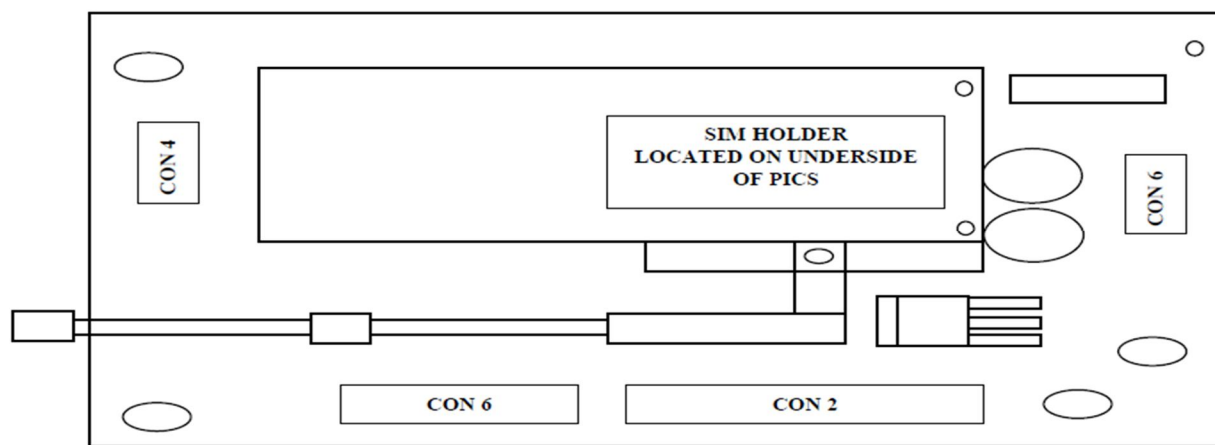 SIM HOLDER
LOCATED ON UNDERSIDE
OF PICS
CON 4
CON 6
CON 6
CON 2